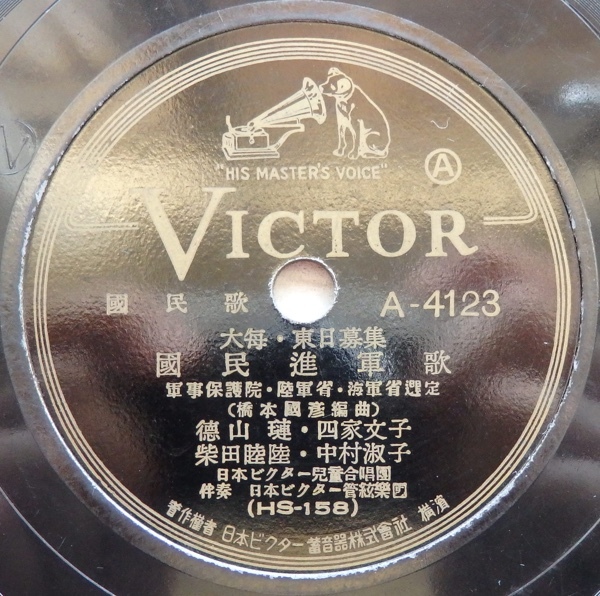 "HIS MASTER'S VOICE"
Ⓐ
VICTOR
國民歌 A-4123
大每・東日募集
國民進軍歌
軍事保護院・陸軍省・海軍省選定
(橋本國彥編曲)
德山璉・四家文子
柴田睦陸・中村淑子
日本ビクター兒童合唱團
伴奏 日本ビクター管絃樂団
(HS-158)
著作權者 日本ビクター蓄音器株式會社 橫濱